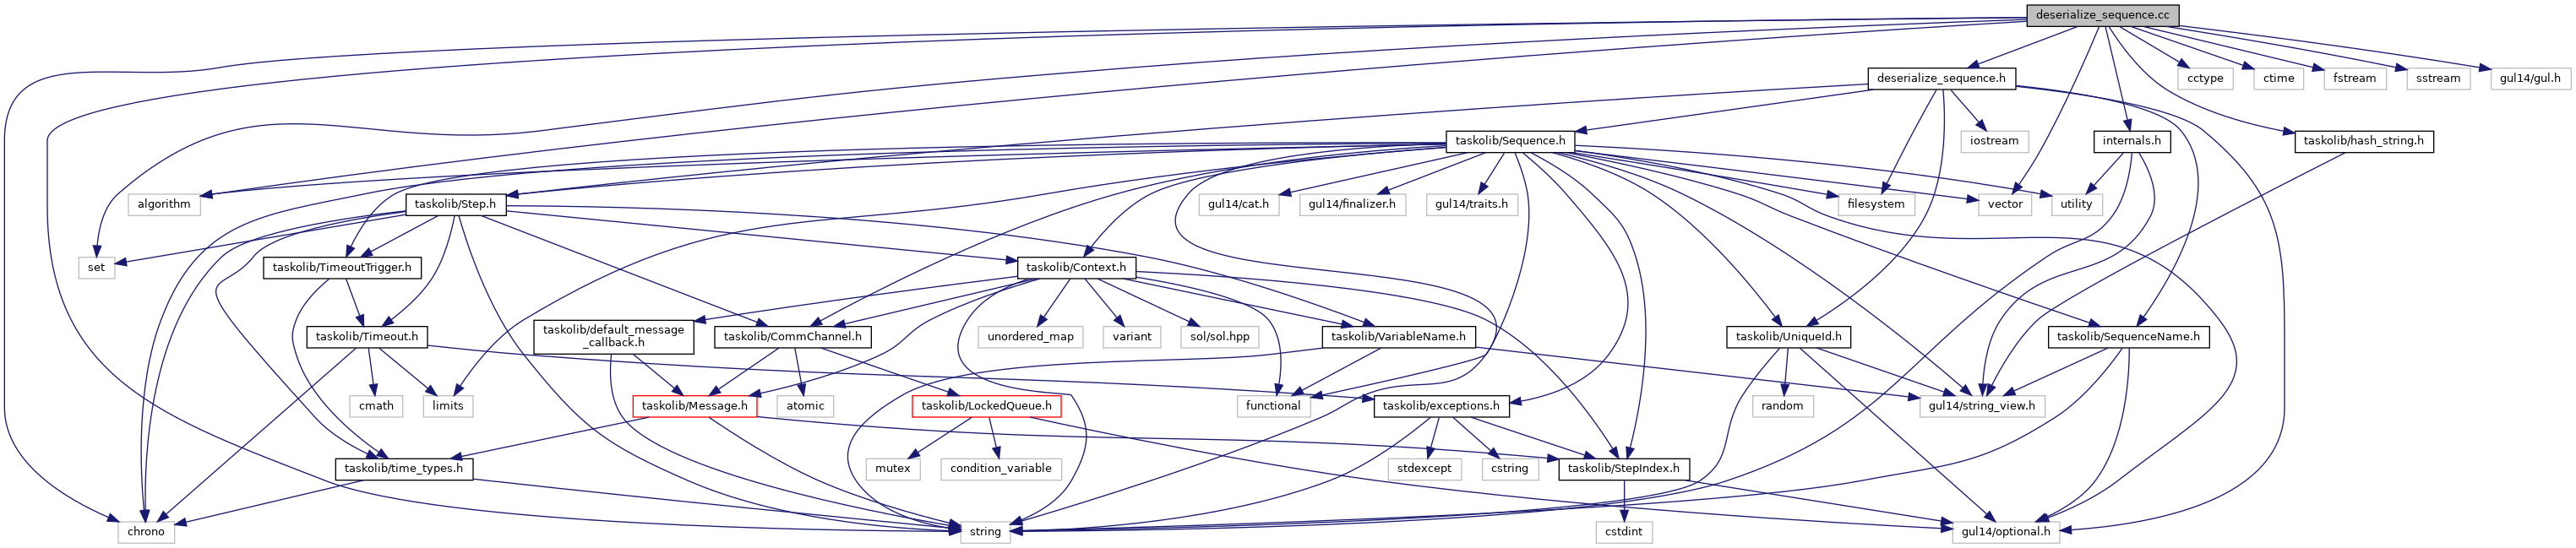 deserialize_sequence.cc
deserialize_sequence.h
cctype
ctime
fstream
sstream
gul14/gul.h
taskolib/Sequence.h
iostream
internals.h
taskolib/hash_string.h
algorithm
taskolib/Step.h
gul14/cat.h
gul14/finalizer.h
gul14/traits.h
filesystem
vector
utility
set
taskolib/TimeoutTrigger.h
taskolib/Context.h
taskolib/Timeout.h
taskolib/default_message
_callback.h
taskolib/CommChannel.h
unordered_map
variant
sol/sol.hpp
taskolib/VariableName.h
taskolib/UniqueId.h
taskolib/SequenceName.h
cmath
limits
taskolib/Message.h
atomic
taskolib/LockedQueue.h
functional
taskolib/exceptions.h
random
gul14/string_view.h
taskolib/time_types.h
mutex
condition_variable
stdexcept
cstring
taskolib/StepIndex.h
chrono
string
cstdint
gul14/optional.h